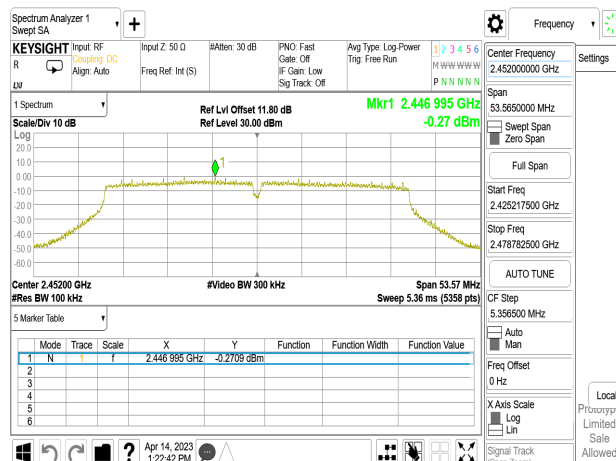 Spectrum Analyzer 1
Swept SA
Frequency
Settings
KEYSIGHT
R
LXI
Input: RF
Coupling: DC
Align: Auto
Input Z: 50 Ω
Freq Ref: Int (S)
#Atten: 30 dB
PNO: Fast
Gate: Off
IF Gain: Low
Sig Track: Off
Avg Type: Log-Power
Trig: Free Run
1 2 3 4 5 6
M W W W W W
P N N N N N
1 Spectrum
Scale/Div 10 dB
Ref Lvl Offset 11.80 dB
Ref Level 30.00 dBm
Mkr1 2.446 995 GHz
-0.27 dBm
Log
20.0
10.0
0.00
-10.0
-20.0
-30.0
-40.0
-50.0
-60.0
1
Center 2.45200 GHz
#Res BW 100 kHz
#Video BW 300 kHz
Span 53.57 MHz
Sweep 5.36 ms (5358 pts)
5 Marker Table
Mode Trace Scale X Y Function Function Width Function Value
1 N 1 f 2.446 995 GHz -0.2709 dBm
2
3
4
5
6
Apr 14, 2023
1:22:42 PM
?
Center Frequency
2.452000000 GHz
Span
53.5650000 MHz
Swept Span
Zero Span
Full Span
Start Freq
2.425217500 GHz
Stop Freq
2.478782500 GHz
AUTO TUNE
CF Step
5.356500 MHz
Auto
Man
Freq Offset
0 Hz
X Axis Scale
Log
Lin
Signal Track
Local
Prototyp
Limited
Sale
Allowed